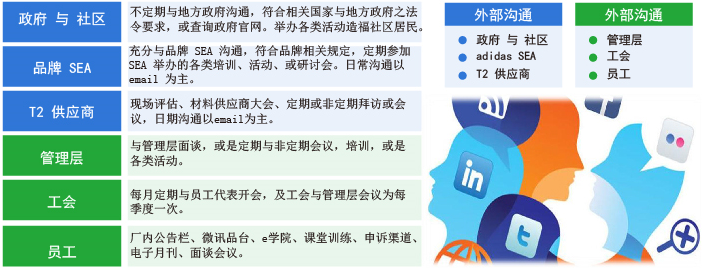 政府 与 社区
不定期与地方政府沟通，符合相关国家与地方政府之法
令要求，或查询政府官网。举办各类活动造福社区居民。
品牌 SEA
充分与品牌 SEA 沟通，符合品牌相关规定，定期参加
SEA 举办的各类培训、活动、或研讨会。日常沟通以
email 为主。
T2 供应商
现场评估、材料供应商大会、定期或非定期拜访或会
议，日期沟通以email为主。
管理层
与管理层面谈，或是定期与非定期会议，培训，或是
各类活动。
工会
每月定期与员工代表开会，及工会与管理层会议为每
季度一次。
员工
厂内公告栏、微讯品台、e学院、课堂训练、申诉渠道、
电子月刊、面谈会议。
外部沟通
政府 与 社区
adidas SEA
T2 供应商
外部沟通
管理层
工会
员工
in
t
f